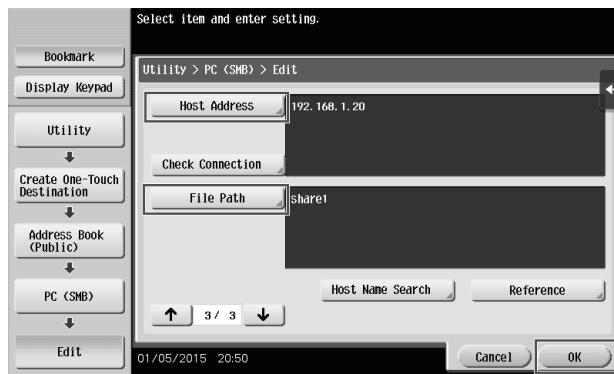 Select item and enter setting.
Bookmark
Display Keypad
Utility
Create One-Touch
Destination
Address Book
(Public)
PC (SMB)
Edit
Utility > PC (SMB) > Edit
Host Address
192.168.1.20
Check Connection
File Path
share1
Host Name Search
Reference
3/ 3
01/05/2015 20:50
Cancel
OK